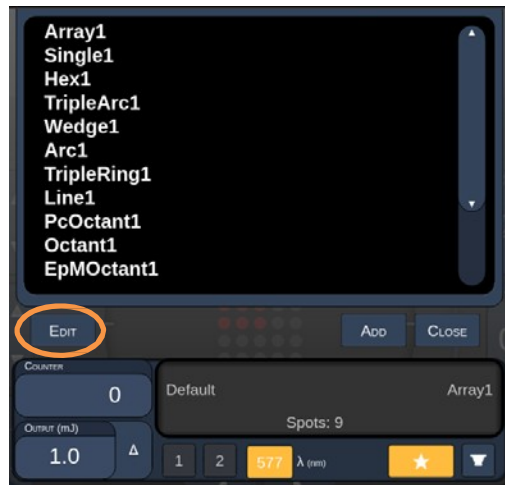 Array1
Single1
Hex1
TripleArc1
Wedge1
Arc1
TripleRing1
Line1
PcOctant1
Octant1
EpMOctant1
EDIT
ADD
CLOSE
COUNTER
0
Default
Array1
Spots: 9
OUTPUT (mJ)
1.0
Δ
1
2
577
λ (nm)